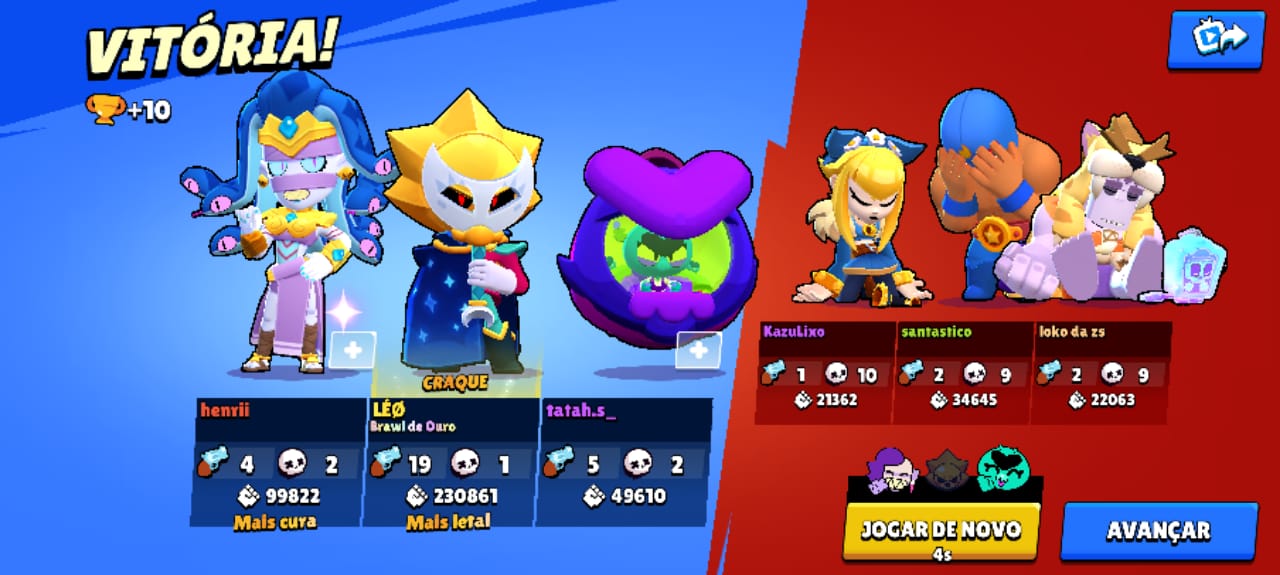 VITÓRIA!
+10
CRAQUE
henrii
4 2
99822
Mais cura
LÉØ
Brawl de Ouro
19 1
230861
Mais letal
tatah.s_
5 2
49610
KazuLixo
1 10
21362
santastico
2 9
34645
loko da zs
2 9
22063
JOGAR DE NOVO
4s
AVANÇAR